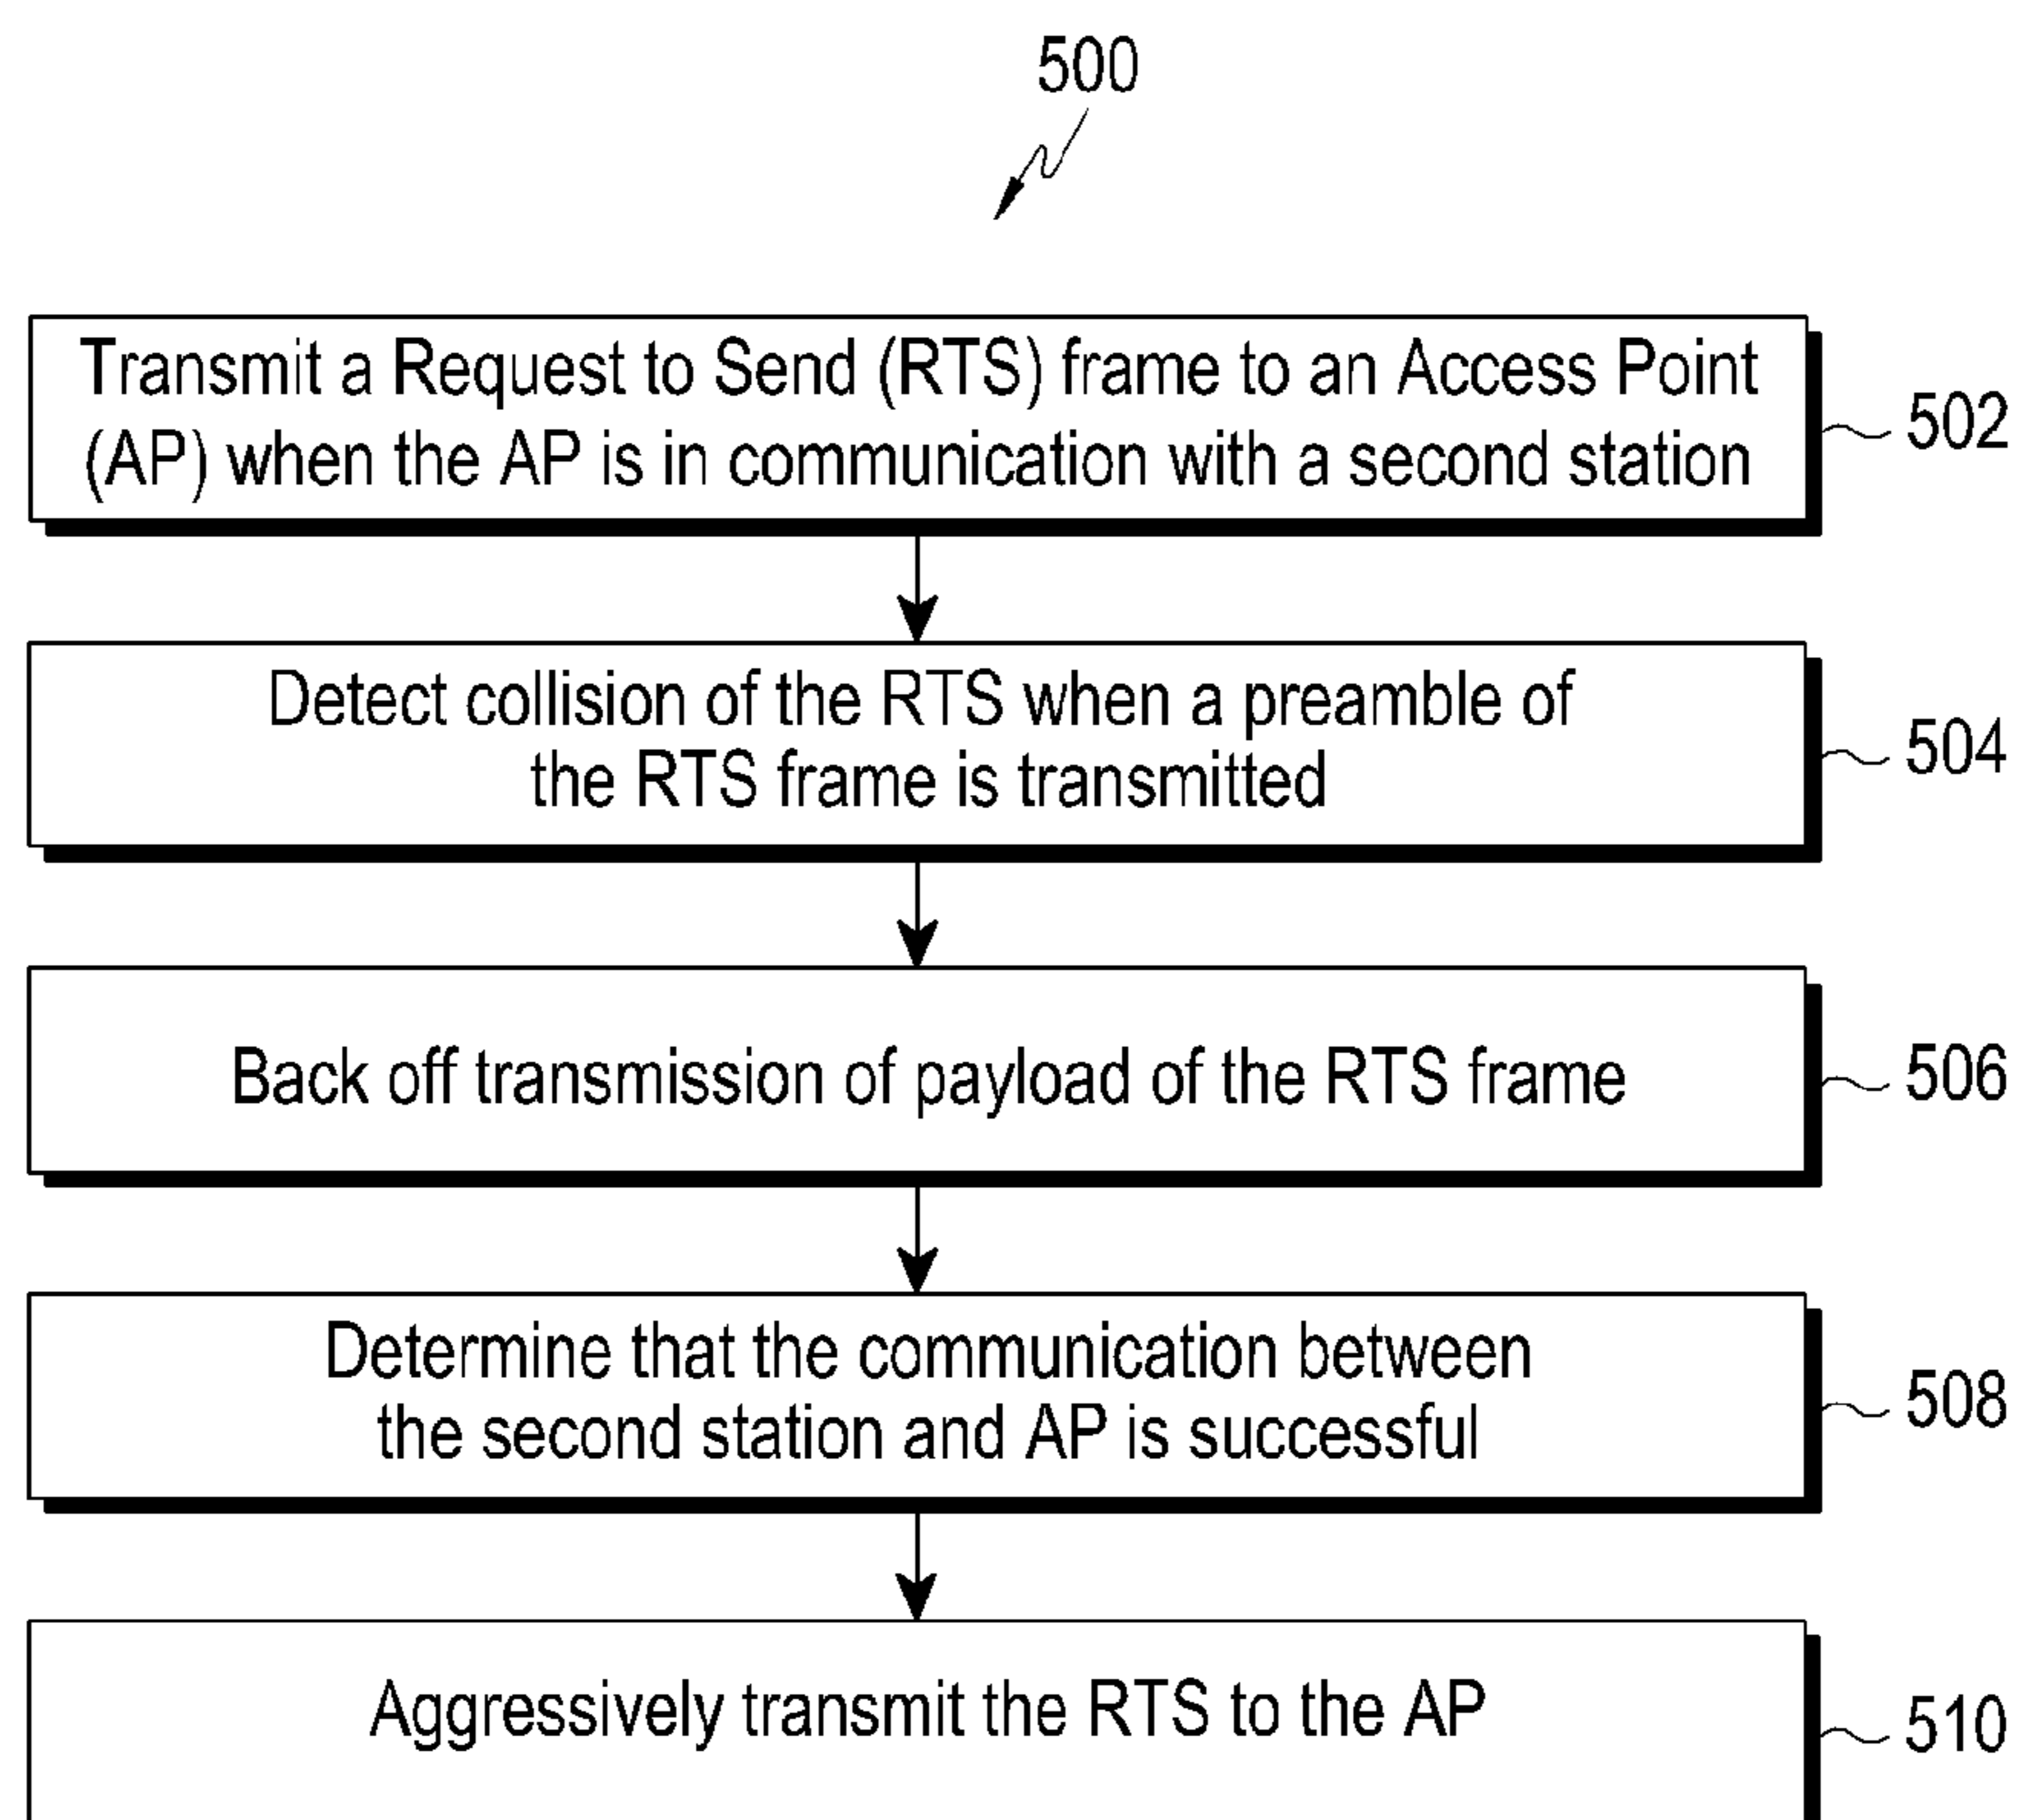 500
Transmit a Request to Send (RTS) frame to an Access Point
(AP) when the AP is in communication with a second station
502
Detect collision of the RTS when a preamble of
the RTS frame is transmitted
504
Back off transmission of payload of the RTS frame
506
Determine that the communication between
the second station and AP is successful
508
Aggressively transmit the RTS to the AP
510